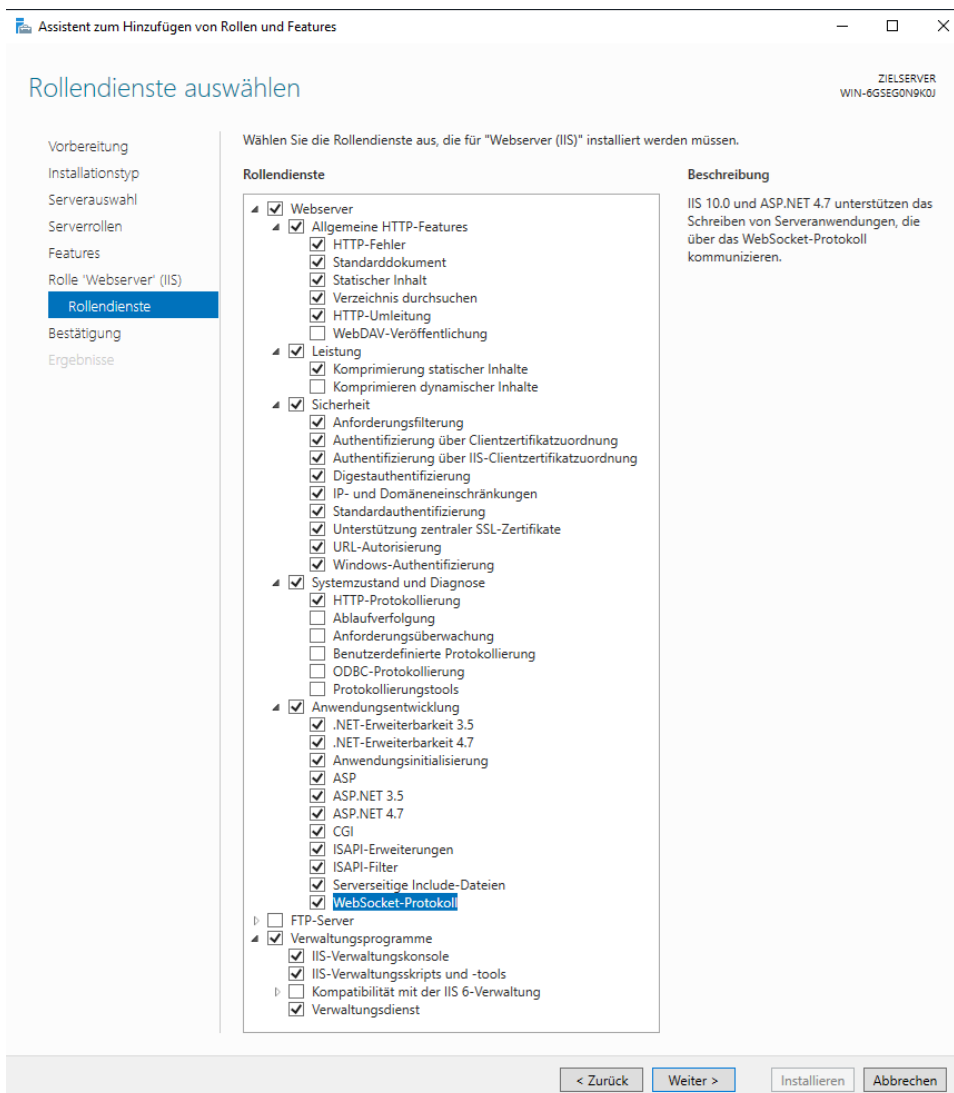 Assistent zum Hinzufügen von Rollen und Features
Rollendienste auswählen
ZIELSERVER
WIN-6GSEG0N9K0J
Vorbereitung
Installationstyp
Serverauswahl
Serverrollen
Features
Rolle 'Webserver' (IIS)
Rollendienste
Bestätigung
Ergebnisse
Wählen Sie die Rollendienste aus, die für "Webserver (IIS)" installiert werden müssen.
Rollendienste
Webserver
Allgemeine HTTP-Features
HTTP-Fehler
Standarddokument
Statischer Inhalt
Verzeichnis durchsuchen
HTTP-Umleitung
WebDAV-Veröffentlichung
Leistung
Komprimierung statischer Inhalte
Komprimieren dynamischer Inhalte
Sicherheit
Anforderungsfilterung
Authentifizierung über Clientzertifikatzuordnung
Authentifizierung über IIS-Clientzertifikatzuordnung
Digestauthentifizierung
IP- und Domäneneinschränkungen
Standardauthentifizierung
Unterstützung zentraler SSL-Zertifikate
URL-Autorisierung
Windows-Authentifizierung
Systemzustand und Diagnose
HTTP-Protokollierung
Ablaufverfolgung
Anforderungsüberwachung
Benutzerdefinierte Protokollierung
ODBC-Protokollierung
Protokollierungstools
Anwendungsentwicklung
.NET-Erweiterbarkeit 3.5
.NET-Erweiterbarkeit 4.7
Anwendungsinitialisierung
ASP
ASP.NET 3.5
ASP.NET 4.7
CGI
ISAPI-Erweiterungen
ISAPI-Filter
Serverseitige Include-Dateien
WebSocket-Protokoll
FTP-Server
Verwaltungsprogramme
IIS-Verwaltungskonsole
IIS-Verwaltungsskripts und -tools
Kompatibilität mit der IIS 6-Verwaltung
Verwaltungsdienst
Beschreibung
IIS 10.0 und ASP.NET 4.7 unterstützen das
Schreiben von Serveranwendungen, die
über das WebSocket-Protokoll
kommunizieren.
< Zurück
Weiter >
Installieren
Abbrechen